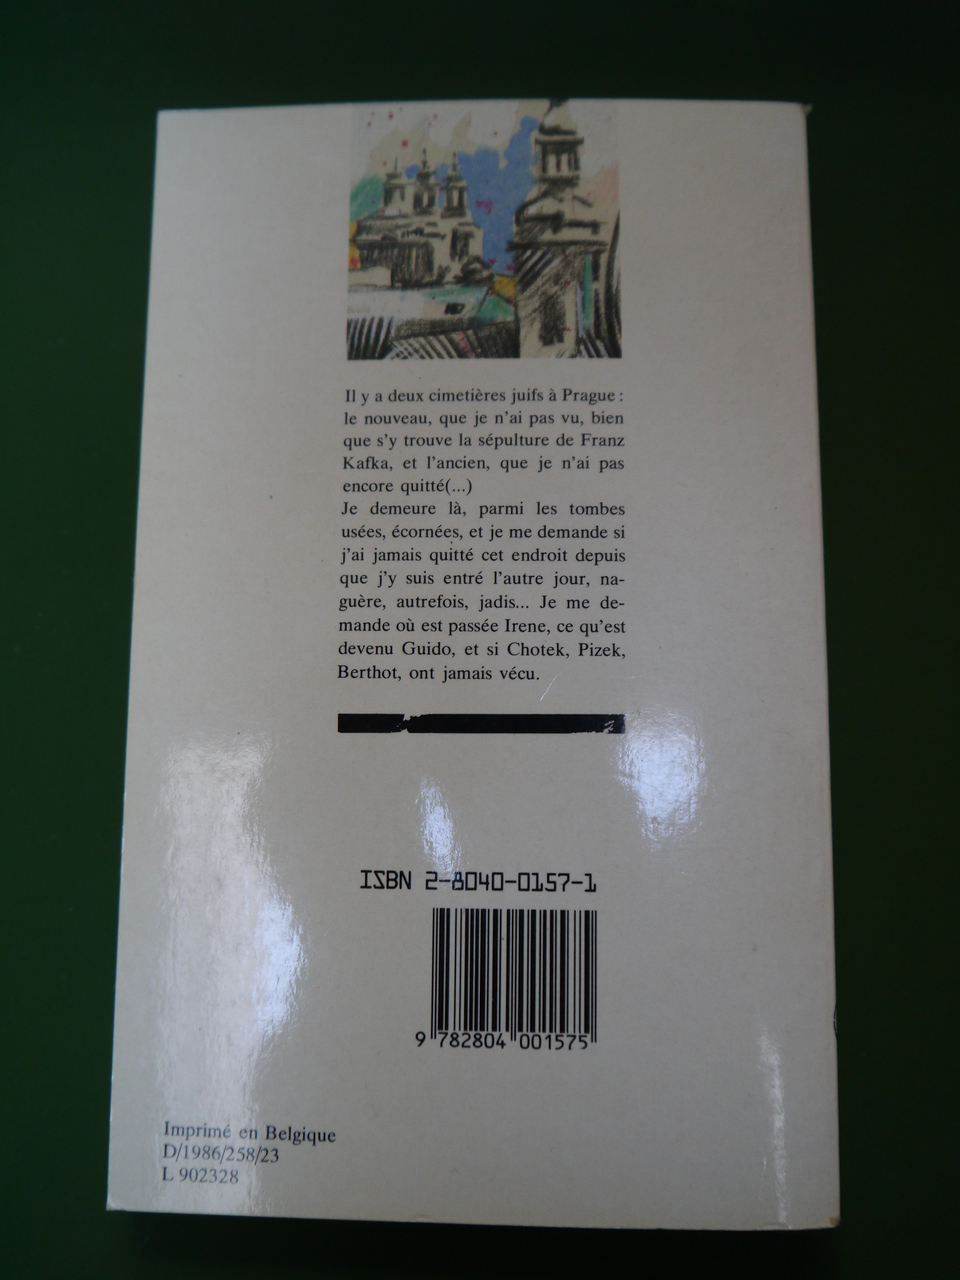 Il y a deux cimetières juifs à Prague :
le nouveau, que je n'ai pas vu, bien
que s'y trouve la sépulture de Franz
Kafka, et l'ancien, que je n'ai pas
encore quitté(...)
Je demeure là, parmi les tombes
usées, écornées, et je me demande si
j'ai jamais quitté cet endroit depuis
que j'y suis entré l'autre jour, na-
guère, autrefois, jadis... Je me de-
mande où est passée Irene, ce qu'est
devenu Guido, et si Chotek, Pizek,
Berthot, ont jamais vécu.
ISBN 2-8040-0157-1
9 782804 001575
Imprimé en Belgique
D/1986/258/23
L 902328